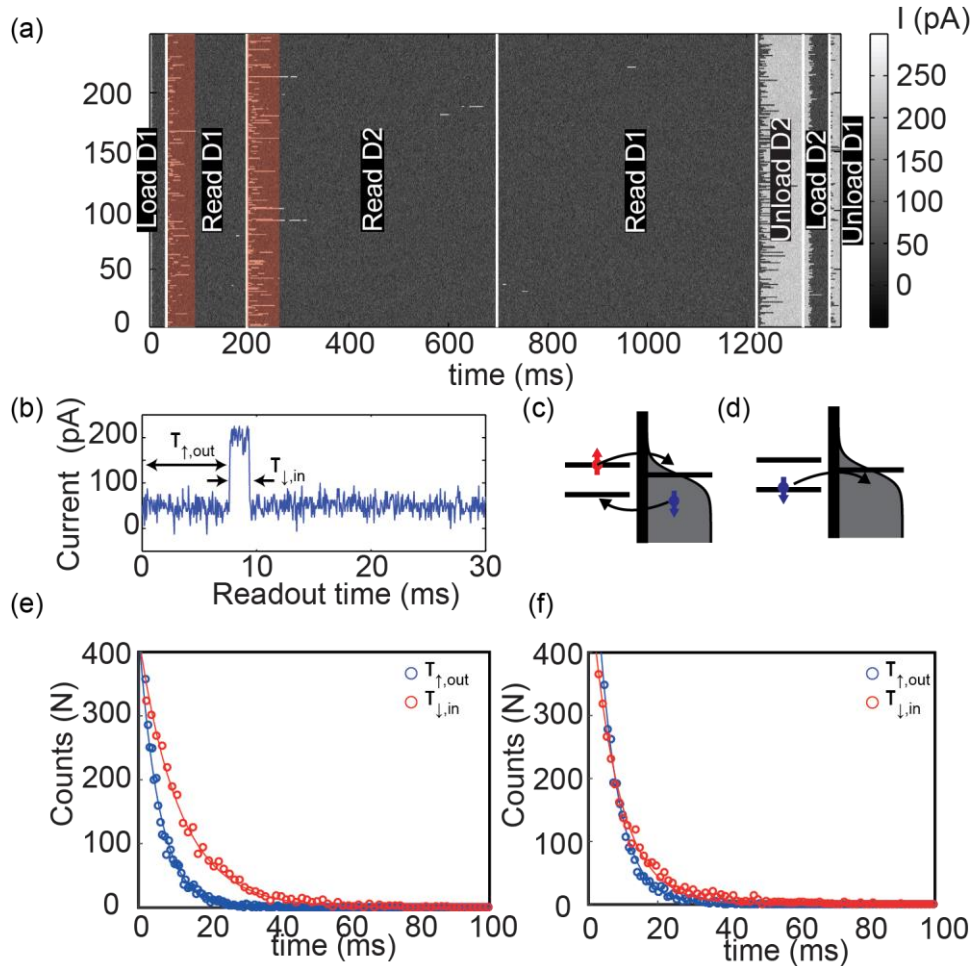 (a)
I (pA)
250
200
150
100
50
0
200
150
100
50
0
Load D1
Read D1
Read D2
Read D1
Unload D2
Load D2
Unload D1
0
200
400
600
800
1000
1200
time (ms)
(b)
200
100
0
Current (pA)
T↑,out
T↓,in
0
10
20
30
Readout time (ms)
(c)
(d)
(e)
400
300
200
100
0
Counts (N)
T↑,out
T↓,in
0
20
40
60
80
100
time (ms)
(f)
400
300
200
100
0
Counts (N)
T↑,out
T↓,in
0
20
40
60
80
100
time (ms)